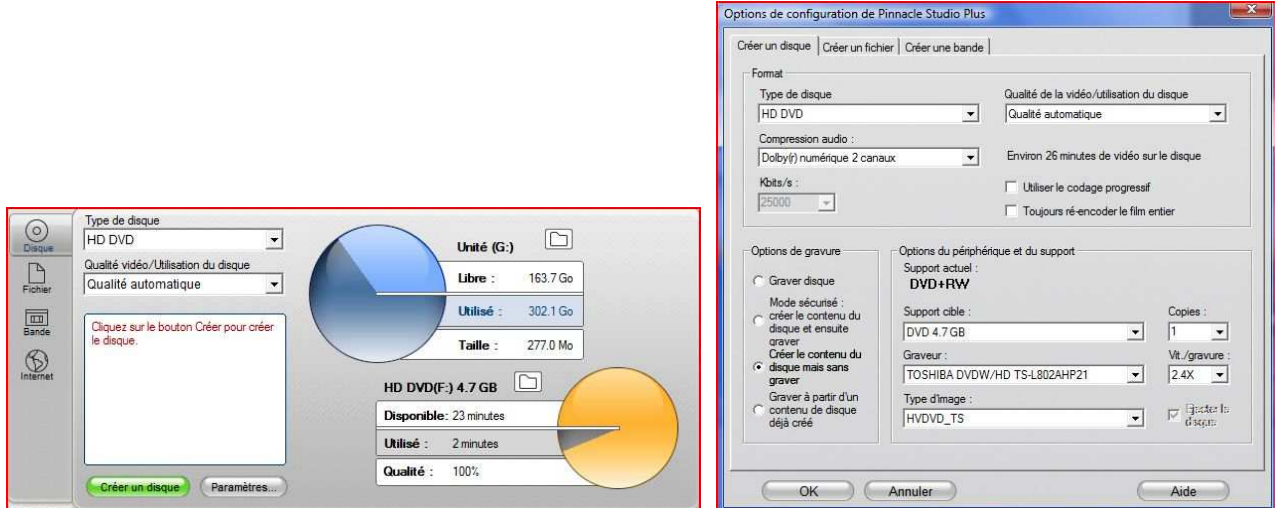 Type de disque
HD DVD
Qualité vidéo/Utilisation du disque
Qualité automatique
Cliquez sur le bouton Créer pour créer
le disque.
Créer un disque
Paramètres...
Disque
Fichier
Bande
Internet
Unité (G:)
Libre : 163.7 Go
Utilisé : 302.1 Go
Taille : 277.0 Mo
HD DVD(F:) 4.7 GB
Disponible: 23 minutes
Utilisé : 2 minutes
Qualité : 100%
Options de configuration de Pinnacle Studio Plus
Créer un disque
Créer un fichier
Créer une bande
Format
Type de disque
HD DVD
Qualité de la vidéo/utilisation du disque
Qualité automatique
Compression audio :
Dolby(r) numérique 2 canaux
Environ 26 minutes de vidéo sur le disque
Kbits/s :
25000
Utiliser le codage progressif
Toujours ré-encoder le film entier
Options de gravure
Graver disque
Mode sécurisé :
créer le contenu du
disque et ensuite
graver
Créer le contenu du
disque mais sans
graver
Graver à partir d'un
contenu de disque
déjà créé
Options du périphérique et du support
Support actuel :
DVD+RW
Support cible :
DVD 4.7 GB
Copies :
1
Graveur :
TOSHIBA DVDW/HD TS-L802AHP21
Vit./gravure :
2.4X
Type d'image :
HVDVD_TS
Ejecter le
disque
OK
Annuler
Aide